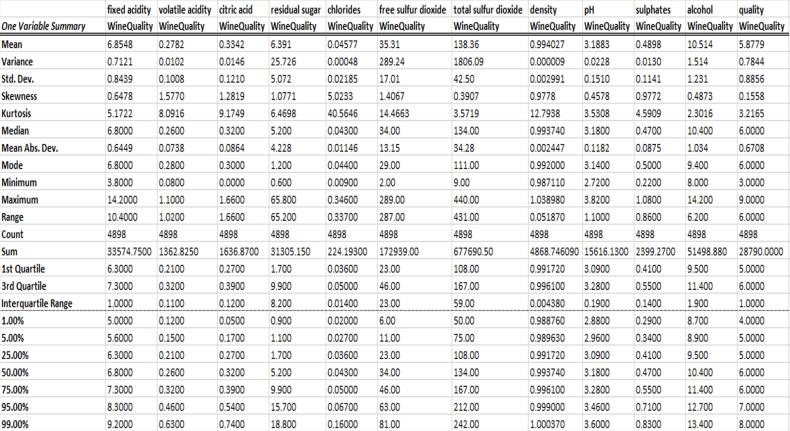 fixed acidity volatile acidity citric acid residual sugar chlorides free sulfur dioxide total sulfur dioxide density pH sulphates alcohol quality
One Variable Summary WineQuality WineQuality WineQuality WineQuality WineQuality WineQuality WineQuality WineQuality WineQuality WineQuality WineQuality WineQuality
Mean 6.8548 0.2782 0.3342 6.391 0.04577 35.31 138.36 0.994027 3.1883 0.4898 10.514 5.8779
Variance 0.7121 0.0102 0.0146 25.726 0.00048 289.24 1806.09 0.000009 0.0228 0.0130 1.514 0.7844
Std. Dev. 0.8439 0.1008 0.1210 5.072 0.02185 17.01 42.50 0.002991 0.1510 0.1141 1.231 0.8856
Skewness 0.6478 1.5770 1.2819 1.0771 5.0233 1.4067 0.3907 0.9778 0.4578 0.9772 0.4873 0.1558
Kurtosis 5.1722 8.0916 9.1749 6.4698 40.5646 14.4663 3.5719 12.7938 3.5308 4.5909 2.3016 3.2165
Median 6.8000 0.2600 0.3200 5.200 0.04300 34.00 134.00 0.993740 3.1800 0.4700 10.400 6.0000
Mean Abs. Dev. 0.6449 0.0738 0.0864 4.228 0.01146 13.15 34.28 0.002447 0.1182 0.0875 1.034 0.6708
Mode 6.8000 0.2800 0.3000 1.200 0.04400 29.00 111.00 0.992000 3.1400 0.5000 9.400 6.0000
Minimum 3.8000 0.0800 0.0000 0.600 0.00900 2.00 9.00 0.987110 2.7200 0.2200 8.000 3.0000
Maximum 14.2000 1.1000 1.6600 65.800 0.34600 289.00 440.00 1.038980 3.8200 1.0800 14.200 9.0000
Range 10.4000 1.0200 1.6600 65.200 0.33700 287.00 431.00 0.051870 1.1000 0.8600 6.200 6.0000
Count 4898 4898 4898 4898 4898 4898 4898 4898 4898 4898 4898 4898
Sum 33574.7500 1362.8250 1636.8700 31305.150 224.19300 172939.00 677690.50 4868.746090 15616.1300 2399.2700 51498.880 28790.0000
1st Quartile 6.3000 0.2100 0.2700 1.700 0.03600 23.00 108.00 0.991720 3.0900 0.4100 9.500 5.0000
3rd Quartile 7.3000 0.3200 0.3900 9.900 0.05000 46.00 167.00 0.996100 3.2800 0.5500 11.400 6.0000
Interquartile Range 1.0000 0.1100 0.1200 8.200 0.01400 23.00 59.00 0.004380 0.1900 0.1400 1.900 1.0000
1.00% 5.0000 0.1200 0.0500 0.900 0.02000 6.00 50.00 0.988760 2.8800 0.2900 8.700 4.0000
5.00% 5.6000 0.1500 0.1700 1.100 0.02700 11.00 75.00 0.989630 2.9600 0.3400 8.900 5.0000
25.00% 6.3000 0.2100 0.2700 1.700 0.03600 23.00 108.00 0.991720 3.0900 0.4100 9.500 5.0000
50.00% 6.8000 0.2600 0.3200 5.200 0.04300 34.00 134.00 0.993740 3.1800 0.4700 10.400 6.0000
75.00% 7.3000 0.3200 0.3900 9.900 0.05000 46.00 167.00 0.996100 3.2800 0.5500 11.400 6.0000
95.00% 8.3000 0.4600 0.5400 15.700 0.06700 63.00 212.00 0.999000 3.4600 0.7100 12.700 7.0000
99.00% 9.2000 0.6300 0.7400 18.800 0.16000 81.00 242.00 1.000370 3.6000 0.8300 13.400 8.0000